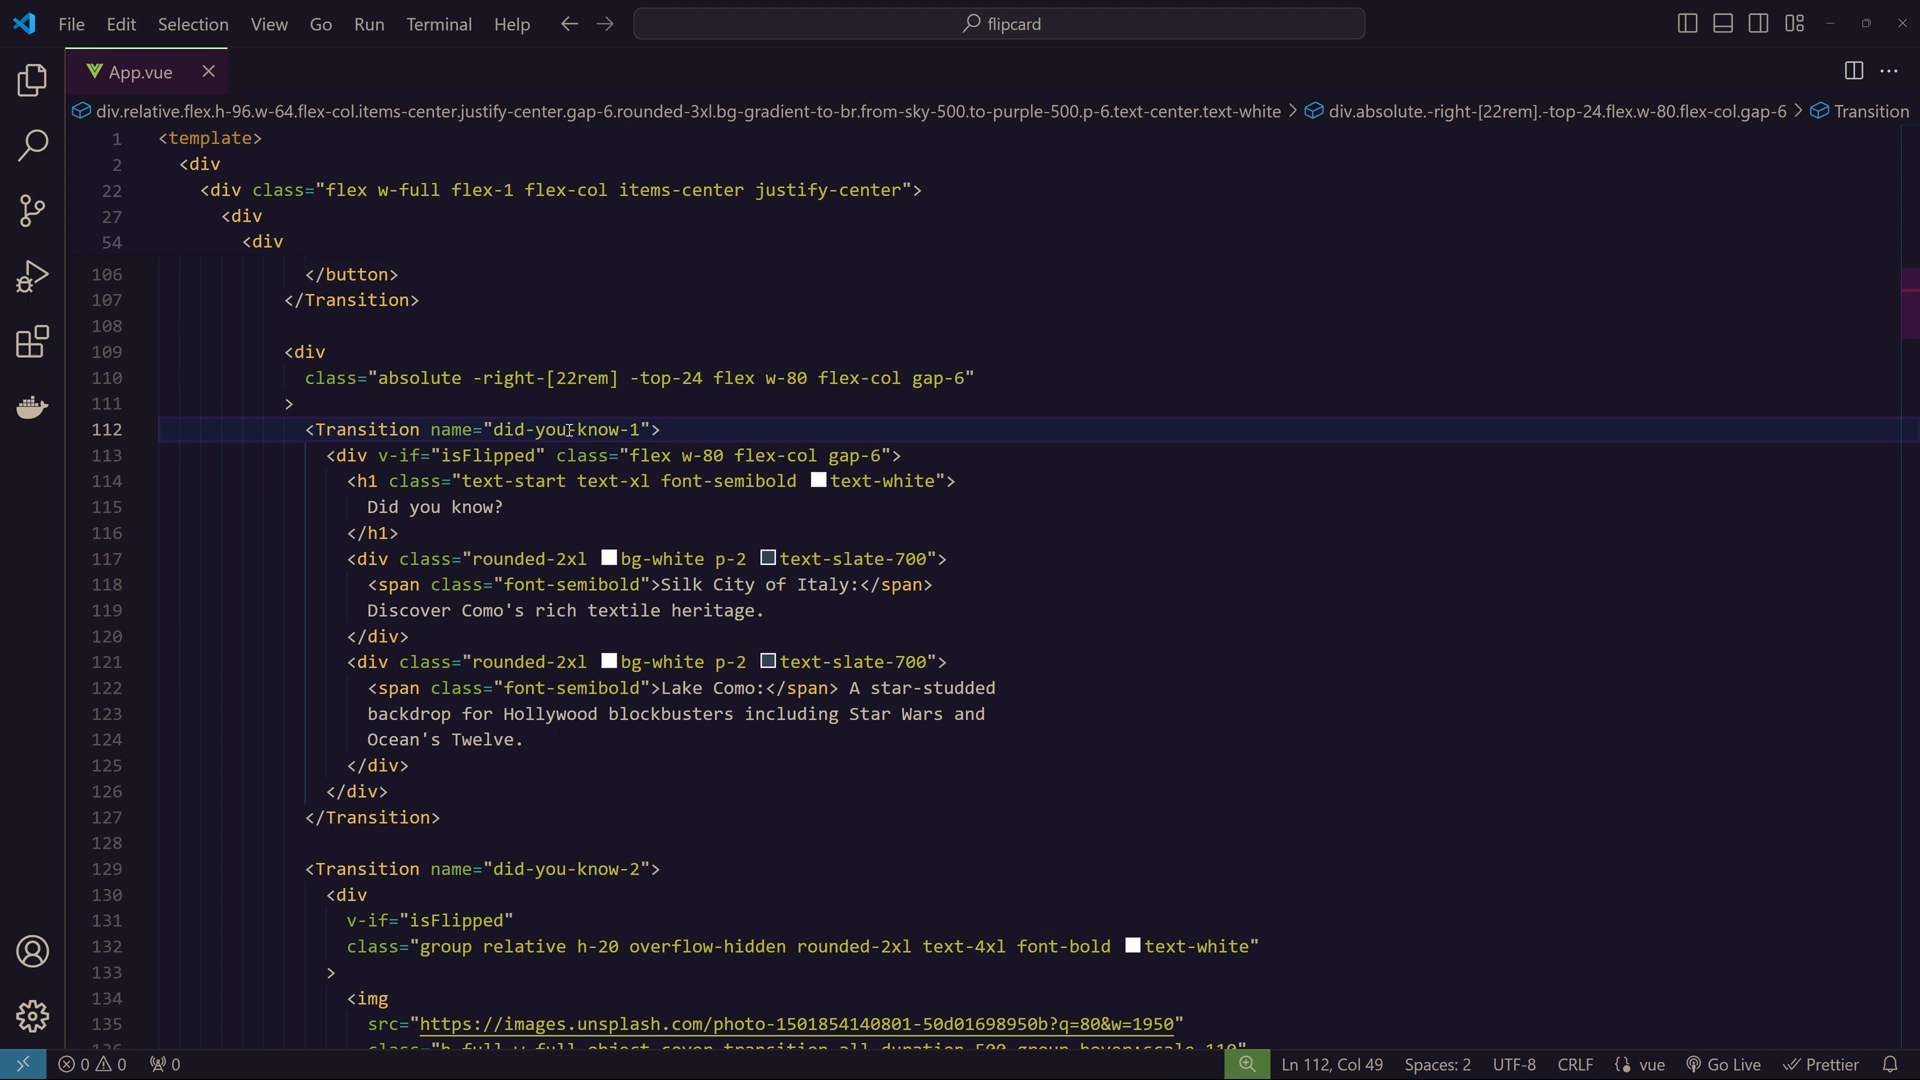 File Edit Selection View Go Run Terminal Help
flipcard
App.vue
div.relative.flex.h-96.w-64.flex-col.items-center.justify-center.gap-6.rounded-3xl.bg-gradient-to-br.from-sky-500.to-purple-500.p-6.text-center.text-white > div.absolute.-right-[22rem].-top-24.flex.w-80.flex-col.gap-6 > Transition
1 <template>
2 <div
22 <div class="flex w-full flex-1 flex-col items-center justify-center">
27 <div
54 <div
106 </button>
107 </Transition>
108
109 <div
110 class="absolute -right-[22rem] -top-24 flex w-80 flex-col gap-6"
111 >
112 <Transition name="did-you-know-1">
113 <div v-if="isFlipped" class="flex w-80 flex-col gap-6">
114 <h1 class="text-start text-xl font-semibold text-white">
115 Did you know?
116 </h1>
117 <div class="rounded-2xl bg-white p-2 text-slate-700">
118 <span class="font-semibold">Silk City of Italy:</span>
119 Discover Como's rich textile heritage.
120 </div>
121 <div class="rounded-2xl bg-white p-2 text-slate-700">
122 <span class="font-semibold">Lake Como:</span> A star-studded
123 backdrop for Hollywood blockbusters including Star Wars and
124 Ocean's Twelve.
125 </div>
126 </div>
127 </Transition>
128
129 <Transition name="did-you-know-2">
130 <div
131 v-if="isFlipped"
132 class="group relative h-20 overflow-hidden rounded-2xl text-4xl font-bold text-white"
133 >
134 <img
135 src="https://images.unsplash.com/photo-1501854140801-50d01698950b?q=80&w=1950"
0 0 0 Ln 112, Col 49 Spaces: 2 UTF-8 CRLF {} vue Go Live Prettier